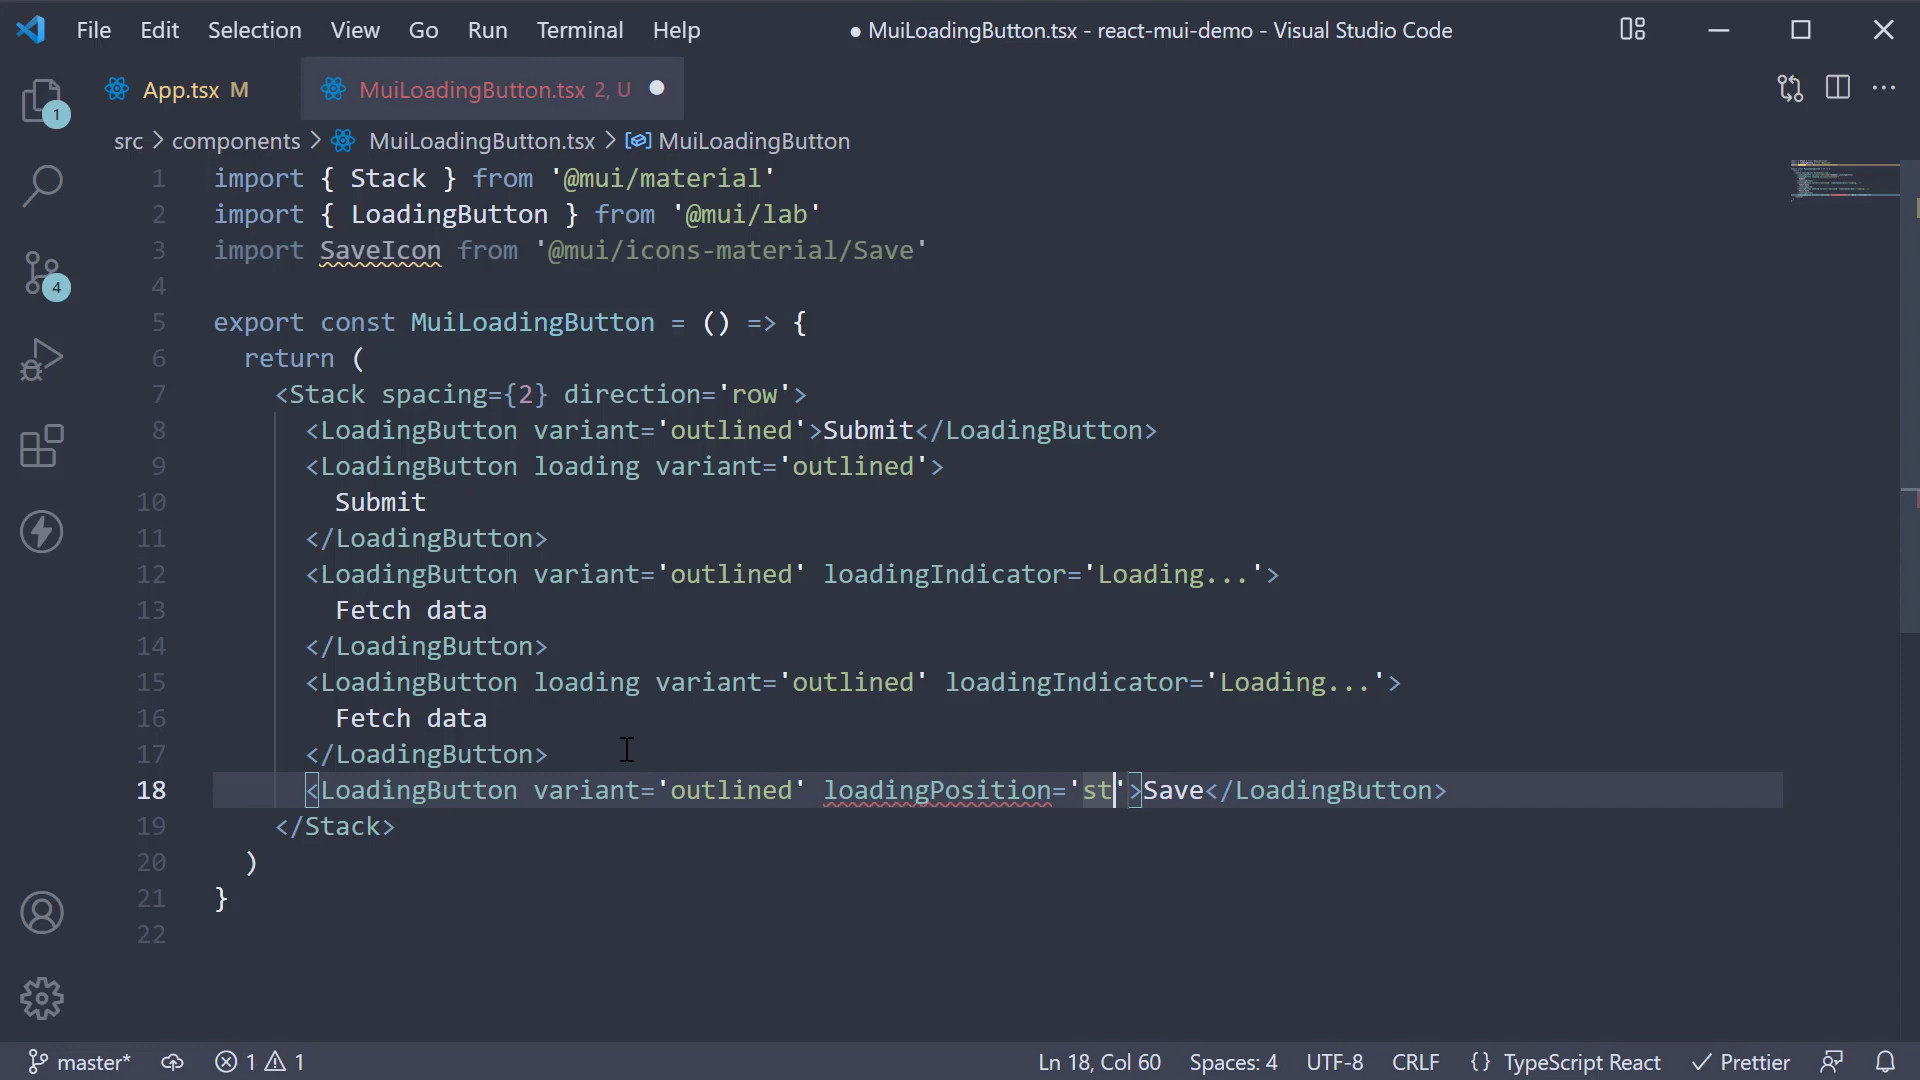 File Edit Selection View Go Run Terminal Help ● MuiLoadingButton.tsx - react-mui-demo - Visual Studio Code
App.tsx M MuiLoadingButton.tsx 2, U
1
src > components > MuiLoadingButton.tsx > MuiLoadingButton
1 import { Stack } from '@mui/material'
2 import { LoadingButton } from '@mui/lab'
3 import SaveIcon from '@mui/icons-material/Save'
4
4
5 export const MuiLoadingButton = () => {
6 return (
7 <Stack spacing={2} direction='row'>
8 <LoadingButton variant='outlined'>Submit</LoadingButton>
9 <LoadingButton loading variant='outlined'>
10 Submit
11 </LoadingButton>
12 <LoadingButton variant='outlined' loadingIndicator='Loading...'>
13 Fetch data
14 </LoadingButton>
15 <LoadingButton loading variant='outlined' loadingIndicator='Loading...'>
16 Fetch data
17 </LoadingButton>
18 <LoadingButton variant='outlined' loadingPosition='st'>Save</LoadingButton>
19 </Stack>
20 )
21 }
22
master* 1 1 Ln 18, Col 60 Spaces: 4 UTF-8 CRLF {} TypeScript React Prettier